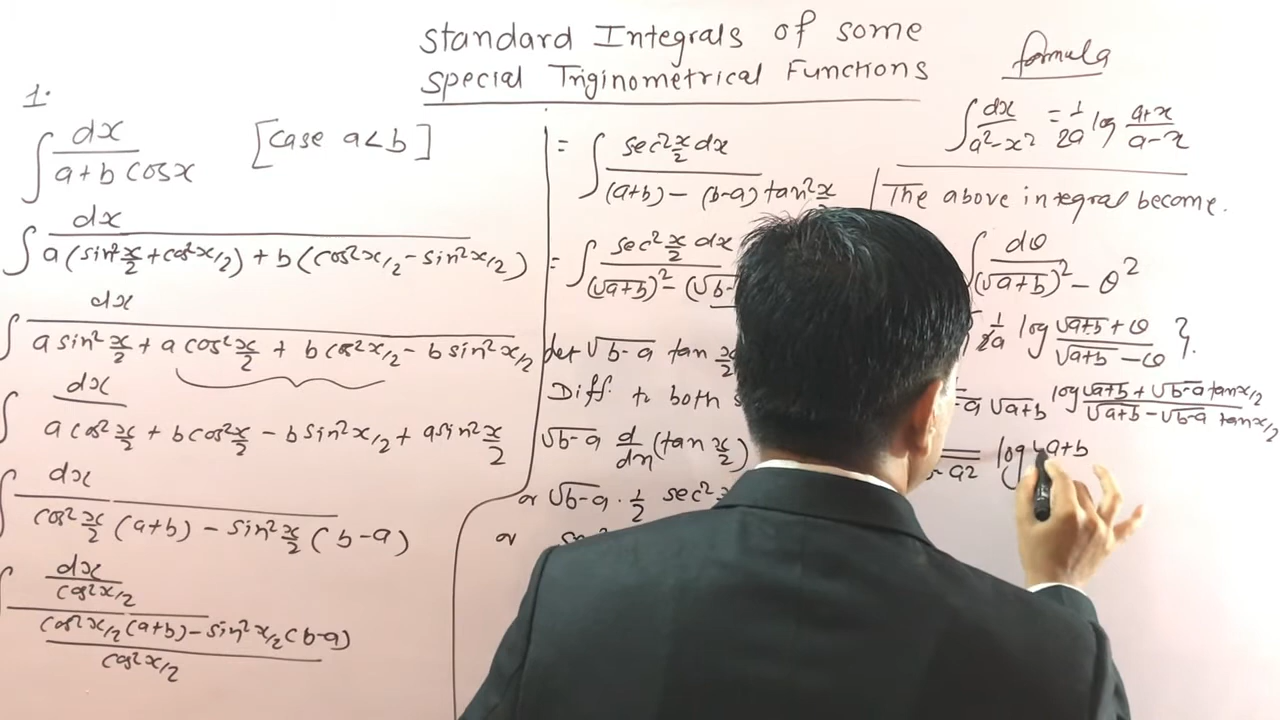 Standard Integrals of some
Special Triginometrical Functions
1.
∫ dx / (a+b cosx) [Case a<b]
∫ dx / (a(sin²x/2+cos²x/2) + b(cos²x/2-sin²x/2))
∫ dx / (a sin²x/2 + a cos²x/2 + b cos²x/2 - b sin²x/2)
∫ dx / (a cos²x/2 + b cos²x/2 - b sin²x/2 + a sin²x/2)
∫ dx / (cos²x/2 (a+b) - sin²x/2 (b-a))
∫ (dx / cos²x/2) / ((cos²x/2 (a+b) - sin²x/2 (b-a)) / cos²x/2)
= ∫ sec²x/2 dx / ((a+b) - (b-a) tan²x/2)
= ∫ sec²x/2 dx / ((√a+b)² - (√b-
let √b-a tan x/2
Diff. to both
√b-a d/dx (tan x/2)
or √b-a · 1/2 sec²
or
formula
∫ dx / (a²-x²) = 1/2a log (a+x)/(a-x)
The above integral become.
∫ dθ / ((√a+b)² - θ²)
1/2a log (√a+b + θ)/(√a+b - θ) }.
-a √a+b log (√a+b + √b-a tan x/2)/(√a+b - √b-a tan x/2)
log √a+b